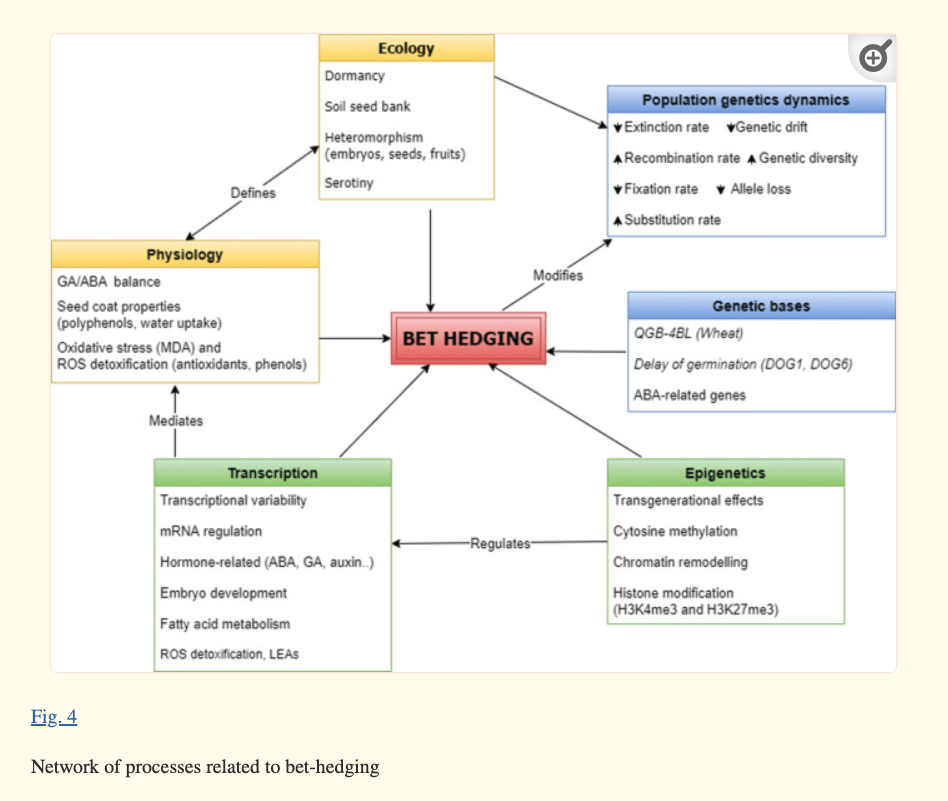 Ecology
Dormancy
Soil seed bank
Heteromorphism
(embryos, seeds, fruits)
Serotiny
Population genetics dynamics
Extinction rate Genetic drift
Recombination rate Genetic diversity
Fixation rate Allele loss
Substitution rate
Defines
Physiology
GA/ABA balance
Seed coat properties
(polyphenols, water uptake)
Oxidative stress (MDA) and
ROS detoxification (antioxidants, phenols)
Modifies
BET HEDGING
Genetic bases
QGB-4BL (Wheat)
Delay of germination (DOG1, DOG6)
ABA-related genes
Mediates
Transcription
Transcriptional variability
mRNA regulation
Hormone-related (ABA, GA, auxin..)
Embryo development
Fatty acid metabolism
ROS detoxification, LEAs
Regulates
Epigenetics
Transgenerational effects
Cytosine methylation
Chromatin remodelling
Histone modification
(H3K4me3 and H3K27me3)
Fig. 4
Network of processes related to bet-hedging